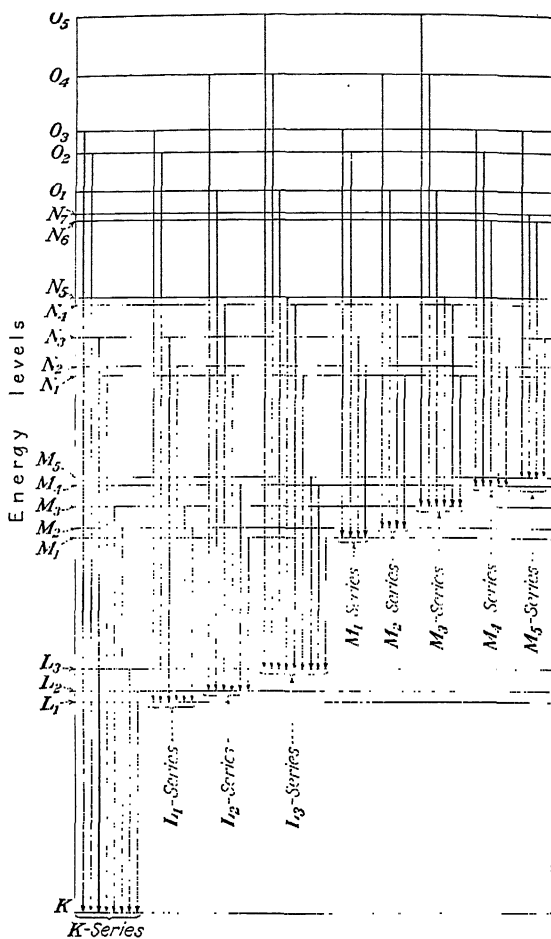 O5
O4
O3
O2
O1
N7
N6
N5
N4
N3
N2
N1
M5
M4
M3
M2
M1
L3
L2
L1
K
Energy levels
K-Series
L1-Series
L2-Series
L3-Series
M1-Series
M2-Series
M3-Series
M4-Series
M5-Series